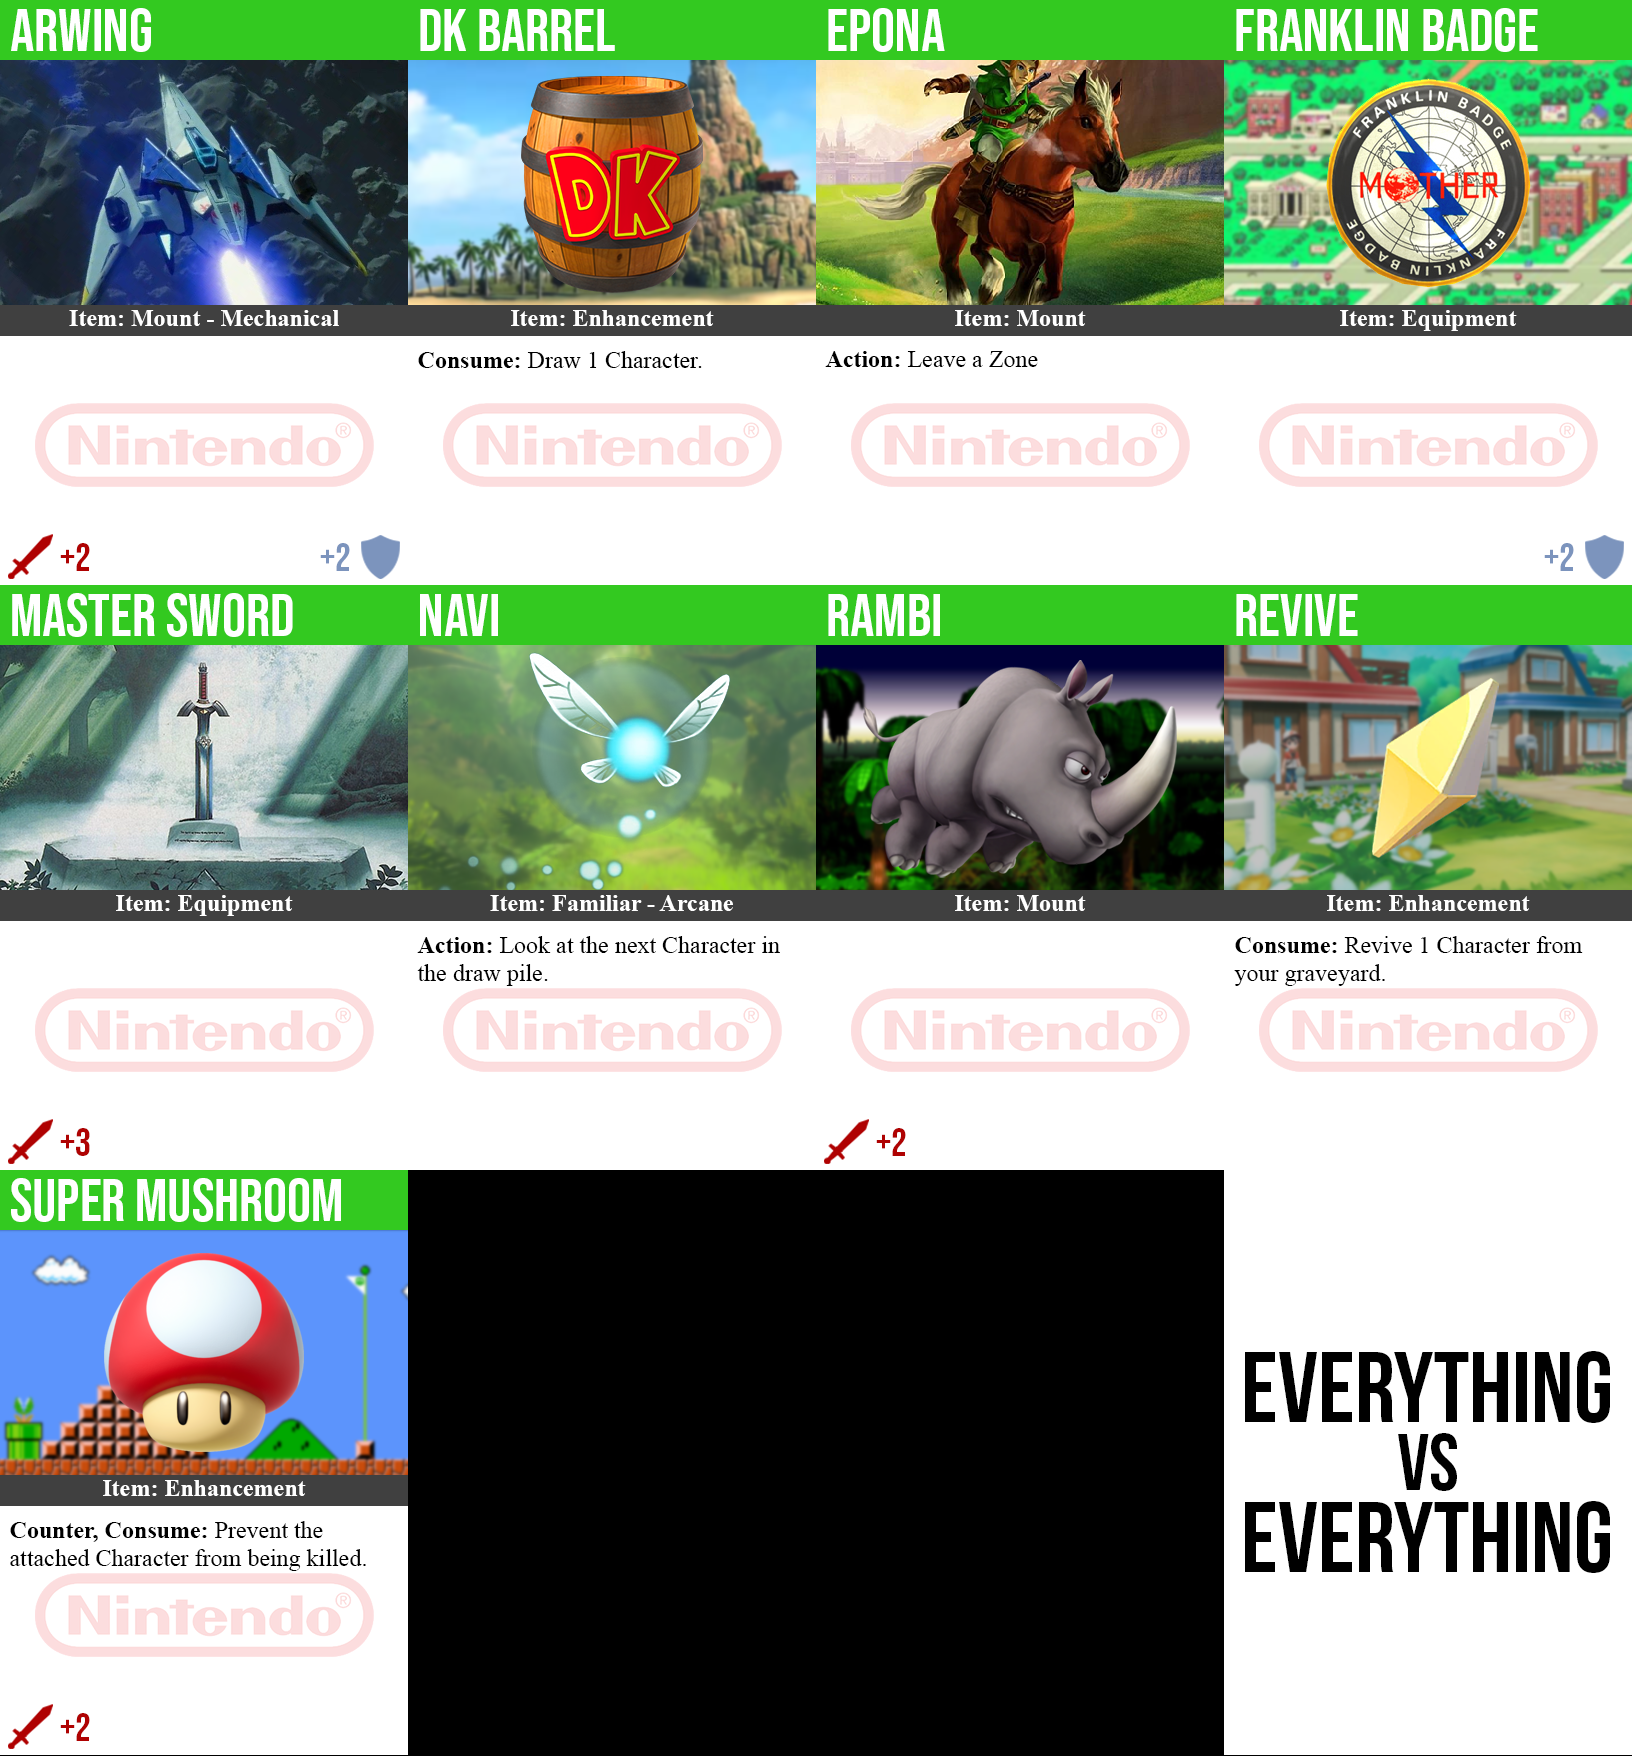 ARWING
Item: Mount - Mechanical
Nintendo®
+2
+2
DK BARREL
DK
Item: Enhancement
Consume: Draw 1 Character.
Nintendo®
EPONA
Item: Mount
Action: Leave a Zone
Nintendo®
FRANKLIN BADGE
FRANKLIN BADGE
MOTHER
FRANKLIN BADGE
Item: Equipment
Nintendo®
+2
MASTER SWORD
Item: Equipment
Nintendo®
+3
NAVI
Item: Familiar - Arcane
Action: Look at the next Character in
the draw pile.
Nintendo®
RAMBI
Item: Mount
Nintendo®
+2
REVIVE
Item: Enhancement
Consume: Revive 1 Character from
your graveyard.
Nintendo®
SUPER MUSHROOM
Item: Enhancement
Counter, Consume: Prevent the
attached Character from being killed.
Nintendo®
+2
EVERYTHING
VS
EVERYTHING